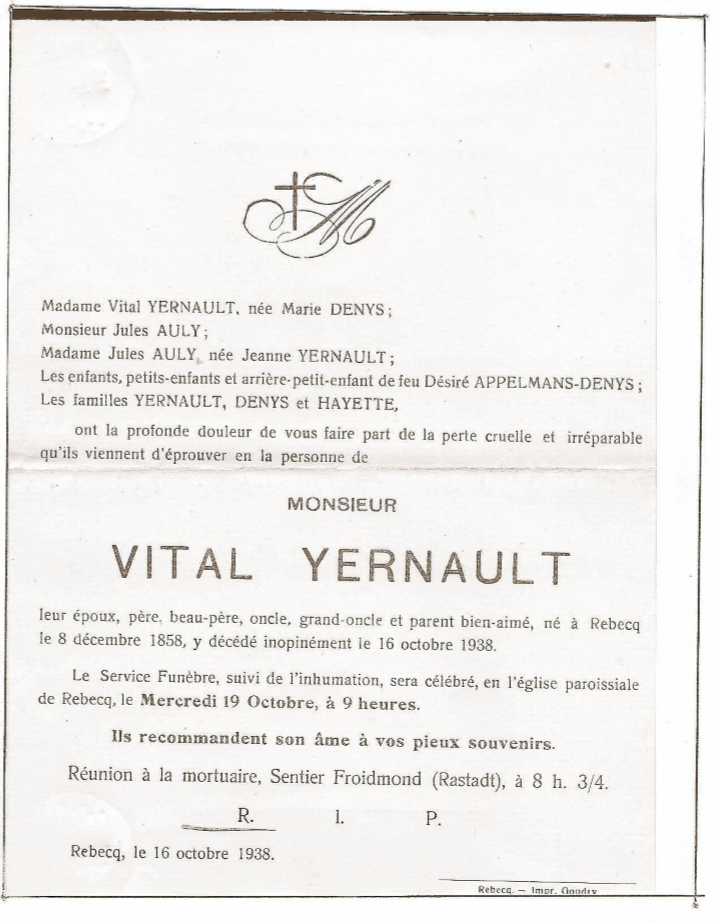 M
Madame Vital YERNAULT, née Marie DENYS;
Monsieur Jules AULY;
Madame Jules AULY, née Jeanne YERNAULT;
Les enfants, petits-enfants et arrière-petit-enfant de feu Désiré APPELMANS-DENYS;
Les familles YERNAULT, DENYS et HAYETTE,
ont la profonde douleur de vous faire part de la perte cruelle et irréparable
qu'ils viennent d'éprouver en la personne de
MONSIEUR
VITAL YERNAULT
leur époux, père, beau-père, oncle, grand-oncle et parent bien-aimé, né à Rebecq
le 8 décembre 1858, y décédé inopinément le 16 octobre 1938.
Le Service Funèbre, suivi de l'inhumation, sera célébré, en l'église paroissiale
de Rebecq, le Mercredi 19 Octobre, à 9 heures.
Ils recommandent son âme à vos pieux souvenirs.
Réunion à la mortuaire, Sentier Froidmond (Rastadt), à 8 h. 3/4.
R. I. P.
Rebecq, le 16 octobre 1938.
Rebecq. — Impr. Gondry